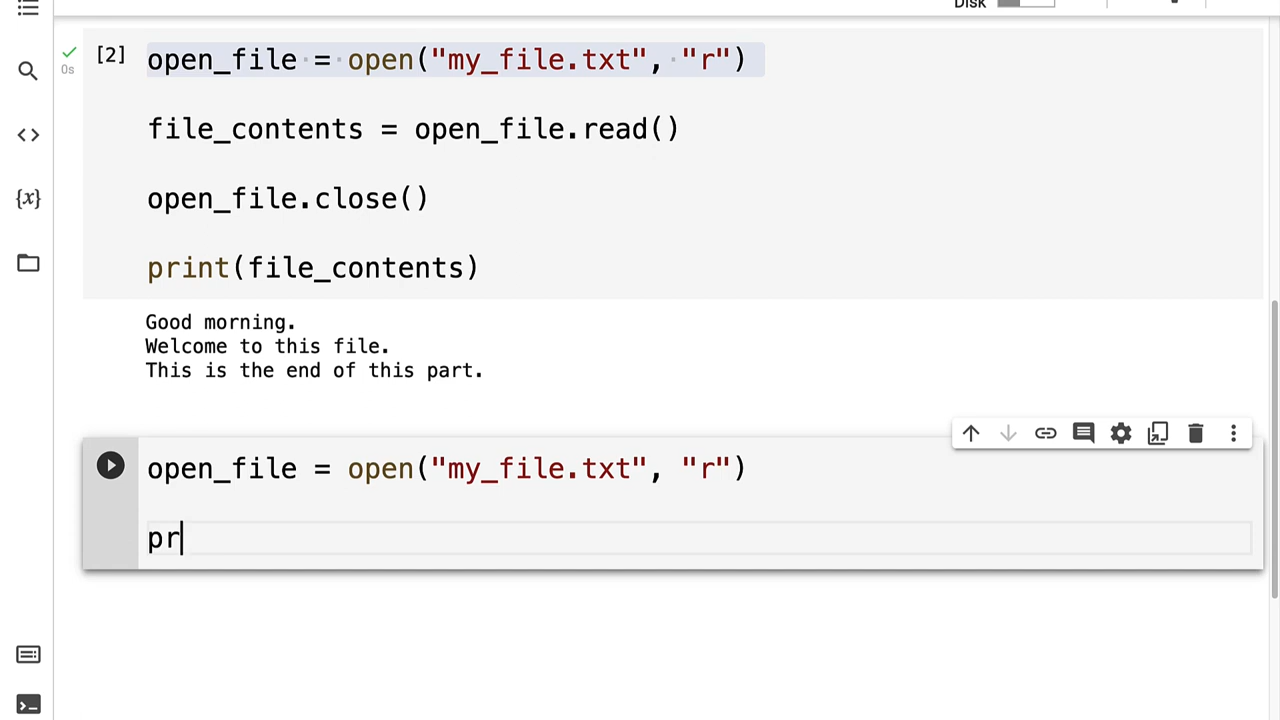 Disk
[2]
open_file = open("my_file.txt", "r")
0s
file_contents = open_file.read()
open_file.close()
{x}
print(file_contents)
Good morning.
Welcome to this file.
This is the end of this part.
open_file = open("my_file.txt", "r")
pr